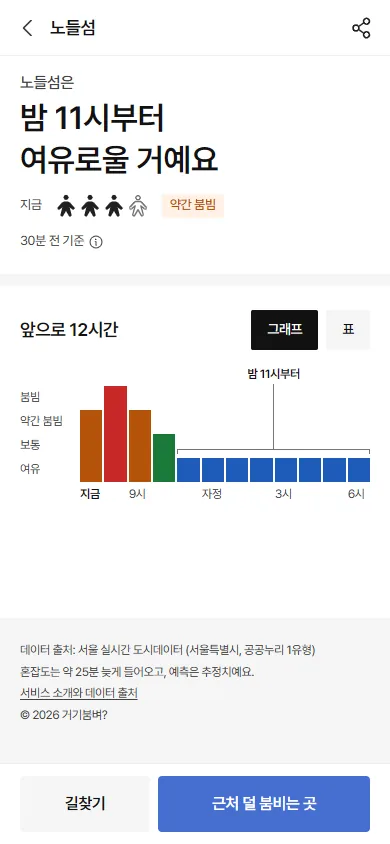 노들섬
노들섬은
밤 11시부터
여유로울 거예요
지금 약간 붐빔
30분 전 기준
앞으로 12시간 그래프 표
밤 11시부터
붐빔
약간 붐빔
보통
여유
지금 9시 자정 3시 6시
데이터 출처: 서울 실시간 도시데이터 (서울특별시, 공공누리 1유형)
혼잡도는 약 25분 늦게 들어오고, 예측은 추정치예요.
서비스 소개와 데이터 출처
© 2026 거기붐벼?
길찾기 근처 덜 붐비는 곳